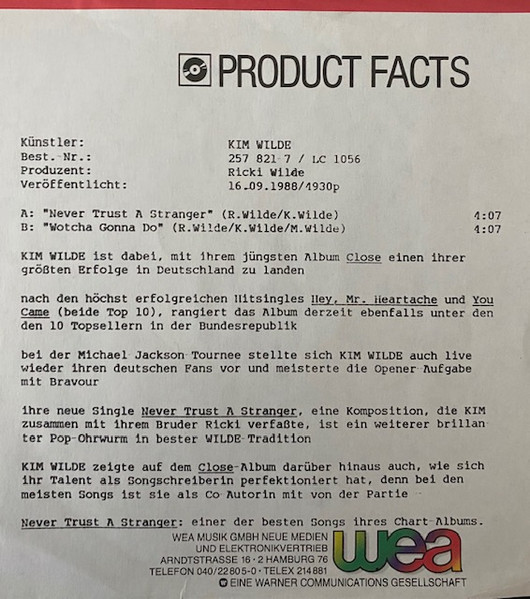 PRODUCT FACTS
Künstler: KIM WILDE
Best.-Nr.: 257 821-7 / LC 1056
Produzent: Ricki Wilde
Veröffentlicht: 16.09.1988/1930p
A: "Never Trust A Stranger" (R.Wilde/K.Wilde) 4:07
B: "Wotcha Gonna Do" (R.Wilde/K.Wilde/M.Wilde) 4:07
KIM WILDE ist dabei, mit ihrem jüngsten Album Close einen ihrer
größten Erfolge in Deutschland zu landen
nach den höchst erfolgreichen Hitsingles Hey, Mr. Heartache und You
Came (beide Top 10), rangiert das Album derzeit ebenfalls unter den
den 10 Topsellern in der Bundesrepublik
bei der Michael Jackson-Tournee stellte sich KIM WILDE auch live
wieder ihren deutschen Fans vor und meisterte die Opener-Aufgabe
mit Bravour
ihre neue Single Never Trust A Stranger, eine Komposition, die KIM
zusammen mit ihrem Bruder Ricki verfaßte, ist ein weiterer brillan-
ter Pop-Ohrwurm in bester WILDE-Tradition
KIM WILDE zeigte auf dem Close-Album darüber hinaus auch, wie sich
ihr Talent als Songschreiberin perfektioniert hat, denn bei den
meisten Songs ist sie als Co-Autorin mit von der Partie
Never Trust A Stranger: einer der besten Songs ihres Chart-Albums.
WEA MUSIK GMBH NEUE MEDIEN
UND ELEKTRONIKVERTRIEB
ARNDTSTRASSE 16 · 2 HAMBURG 76
TELEFON 040/22 805-0 · TELEX 214 881
wea
EINE WARNER COMMUNICATIONS GESELLSCHAFT